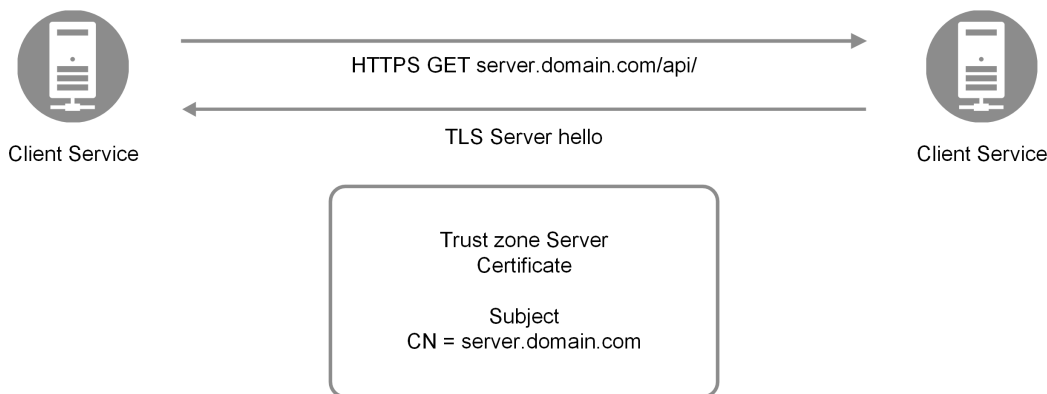 HTTPS GET server.domain.com/api/
TLS Server hello
Client Service
Client Service
Trust zone Server
Certificate
Subject
CN = server.domain.com